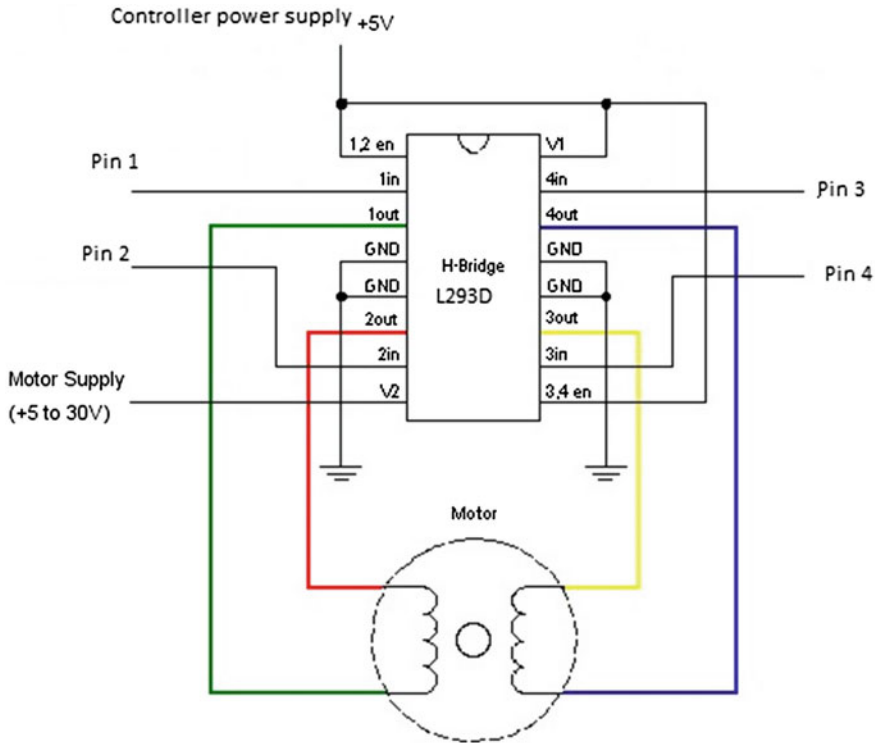 Controller power supply +5V
1,2 en
V1
Pin 1
1in
4in
Pin 3
1out
4out
Pin 2
GND
GND
H-Bridge
Pin 4
GND
GND
L293D
2out
3out
2in
3in
Motor Supply
(+5 to 30V)
V2
3,4 en
Motor